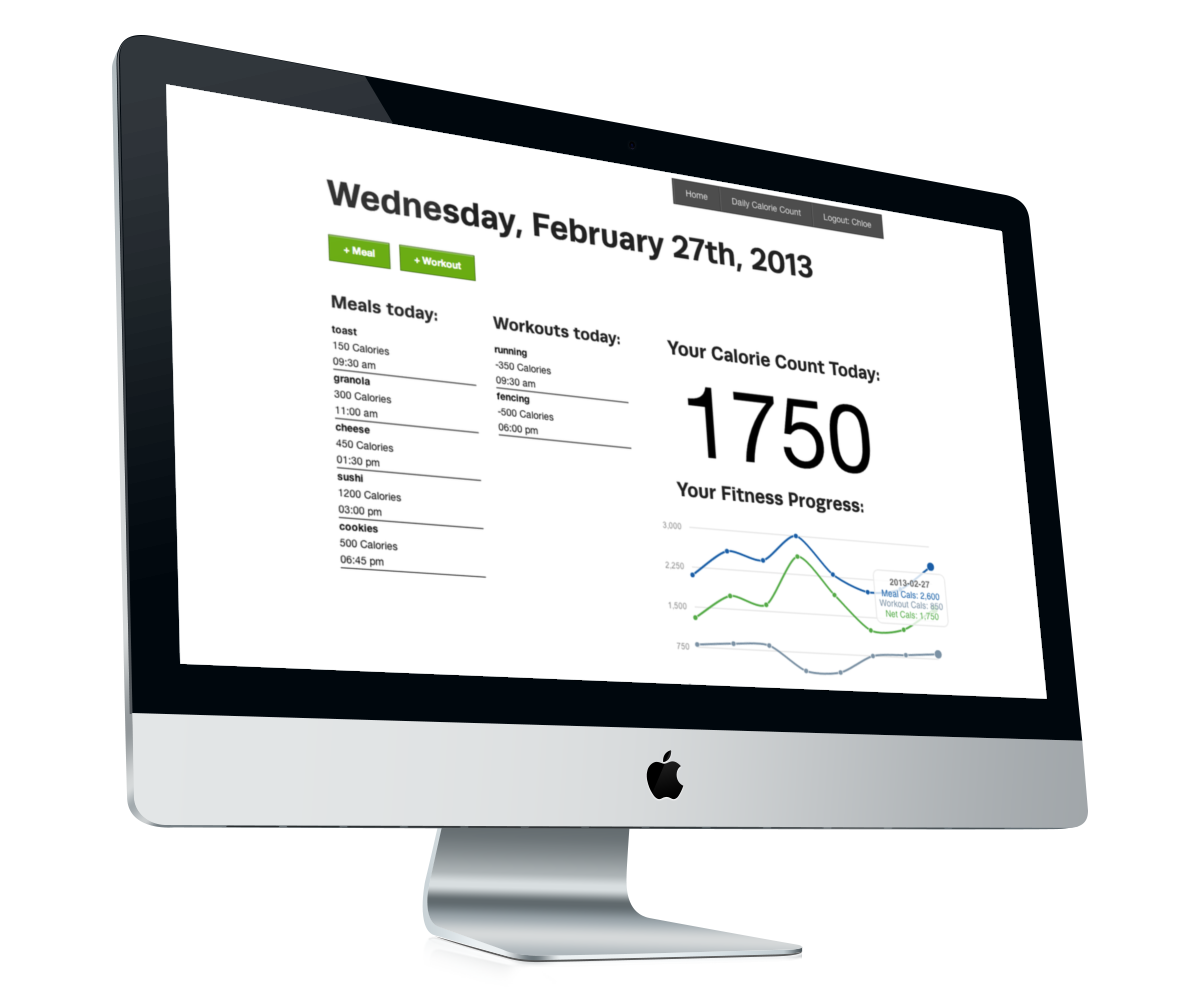 Home
Daily Calorie Count
Logout: Chloe
Wednesday, February 27th, 2013
+ Meal
+ Workout
Meals today:
toast
150 Calories
09:30 am
granola
300 Calories
11:00 am
cheese
450 Calories
01:30 pm
sushi
1200 Calories
03:00 pm
cookies
500 Calories
06:45 pm
Workouts today:
running
-350 Calories
09:30 am
fencing
-500 Calories
06:00 pm
Your Calorie Count Today:
1750
Your Fitness Progress:
3,000
2,250
1,500
750
2013-02-27
Meal Cals: 2,600
Workout Cals: 850
Net Cals: 1,750